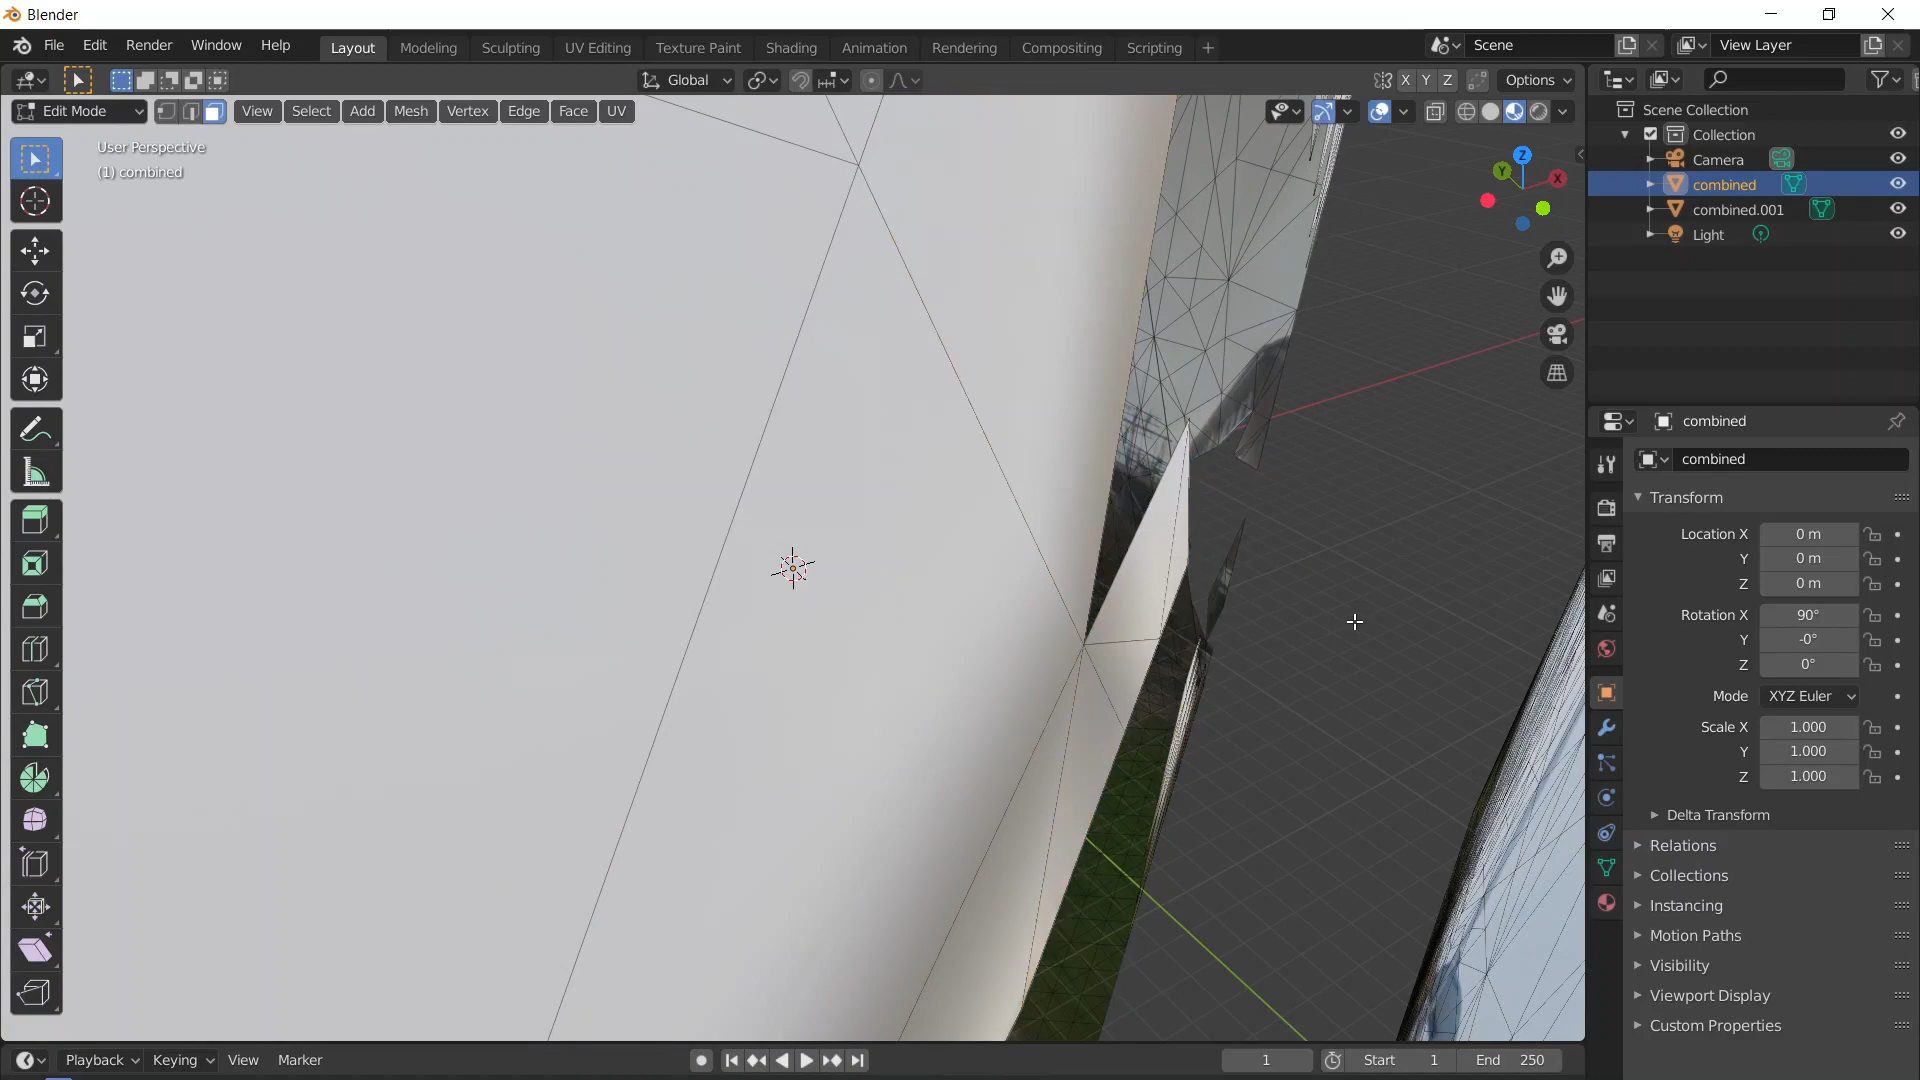 Blender
File Edit Render Window Help Layout Modeling Sculpting UV Editing Texture Paint Shading Animation Rendering Compositing Scripting + Scene View Layer
Global X Y Z Options
Edit Mode View Select Add Mesh Vertex Edge Face UV
User Perspective
(1) combined
Z
Y
X
Scene Collection
Collection
Camera
combined
combined.001
Light
combined
combined
Transform
Location X 0 m
Y 0 m
Z 0 m
Rotation X 90°
Y -0°
Z 0°
Mode XYZ Euler
Scale X 1.000
Y 1.000
Z 1.000
Delta Transform
Relations
Collections
Instancing
Motion Paths
Visibility
Viewport Display
Custom Properties
Playback Keying View Marker 1 Start 1 End 250